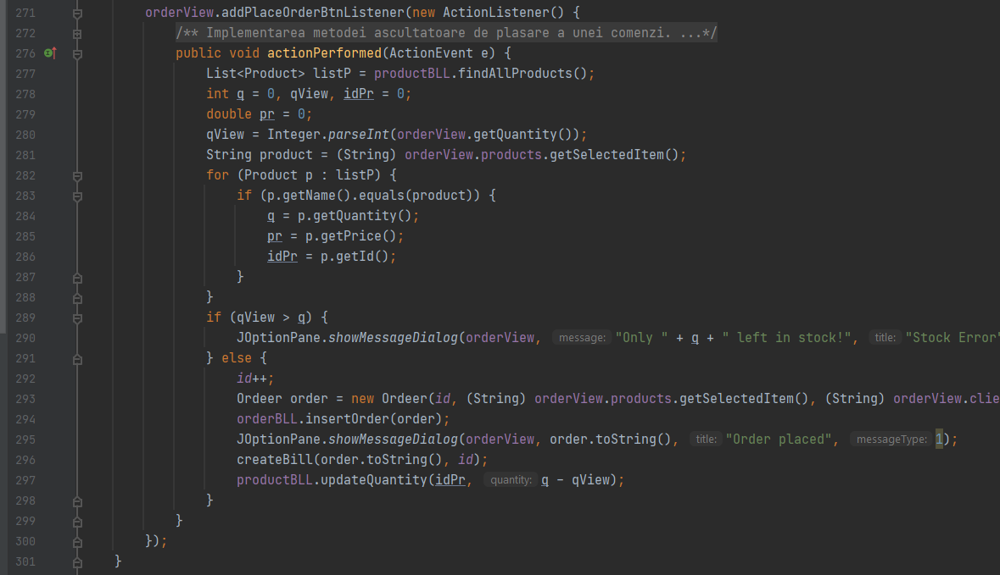 271 orderView.addPlaceOrderBtnListener(new ActionListener() {
272 /** Implementarea metodei ascultatoare de plasare a unei comenzi. ...*/
276 public void actionPerformed(ActionEvent e) {
277 List<Product> listP = productBLL.findAllProducts();
278 int q = 0, qView, idPr = 0;
279 double pr = 0;
280 qView = Integer.parseInt(orderView.getQuantity());
281 String product = (String) orderView.products.getSelectedItem();
282 for (Product p : listP) {
283 if (p.getName().equals(product)) {
284 q = p.getQuantity();
285 pr = p.getPrice();
286 idPr = p.getId();
287 }
288 }
289 if (qView > q) {
290 JOptionPane.showMessageDialog(orderView, message: "Only " + q + " left in stock!", title: "Stock Error"
291 } else {
292 id++;
293 Ordeer order = new Ordeer(id, (String) orderView.products.getSelectedItem(), (String) orderView.clie
294 orderBLL.insertOrder(order);
295 JOptionPane.showMessageDialog(orderView, order.toString(), title: "Order placed", messageType: 1);
296 createBill(order.toString(), id);
297 productBLL.updateQuantity(idPr, quantity: q - qView);
298 }
299 }
300 });
301 }